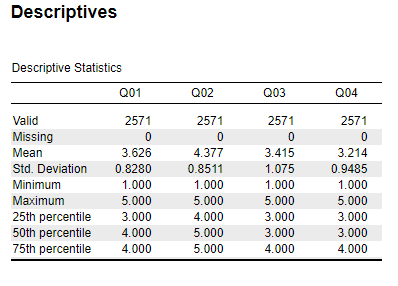 Descriptives
Descriptive Statistics
Q01 Q02 Q03 Q04
Valid 2571 2571 2571 2571
Missing 0 0 0 0
Mean 3.626 4.377 3.415 3.214
Std. Deviation 0.8280 0.8511 1.075 0.9485
Minimum 1.000 1.000 1.000 1.000
Maximum 5.000 5.000 5.000 5.000
25th percentile 3.000 4.000 3.000 3.000
50th percentile 4.000 5.000 3.000 3.000
75th percentile 4.000 5.000 4.000 4.000